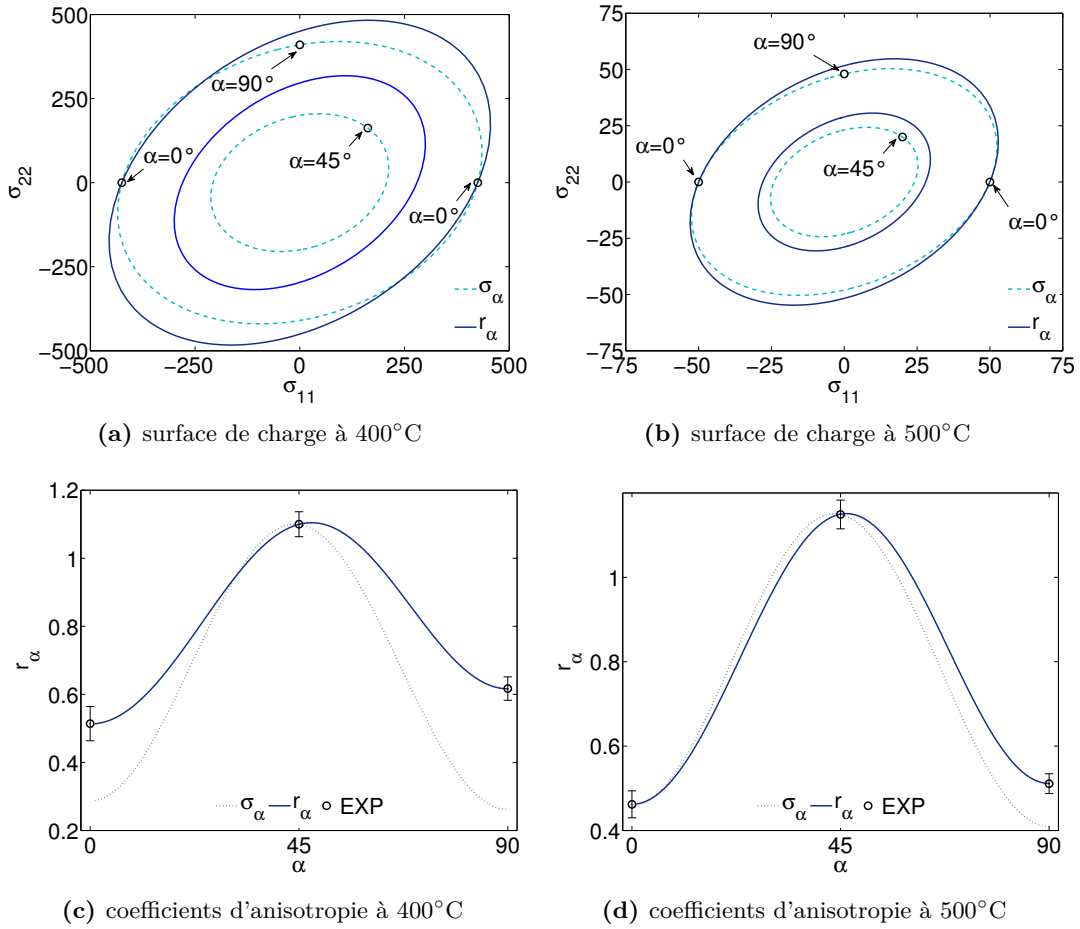 500
250
0
−250
−500
−500
−250
0
250
500
σ22
σ11
α=90°
α=0°
α=45°
α=0°
σα
rα
(a) surface de charge à 400°C
75
50
25
0
−25
−50
−75
−75
−50
−25
0
25
50
75
σ22
σ11
α=90°
α=0°
α=45°
α=0°
σα
rα
(b) surface de charge à 500°C
1.2
1
0.8
0.6
0.4
0.2
0
45
90
rα
α
σα rα EXP
(c) coefficients d'anisotropie à 400°C
1
0.8
0.6
0.4
0
45
90
rα
α
σα rα EXP
(d) coefficients d'anisotropie à 500°C